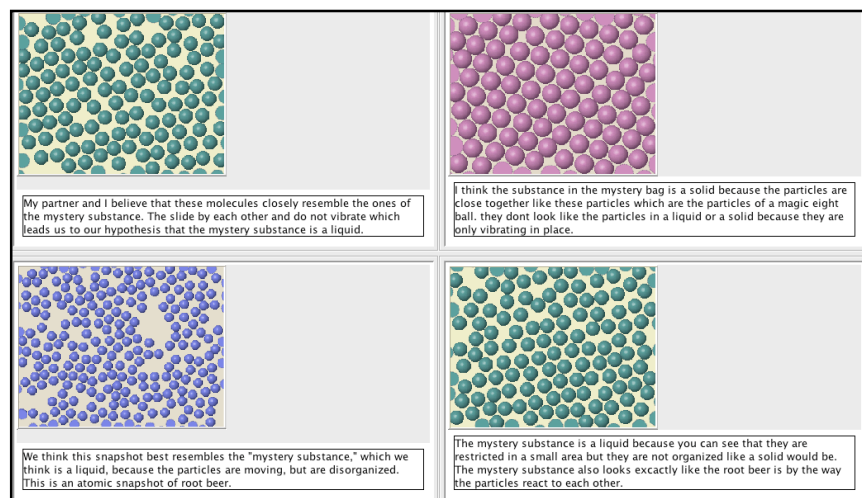 My partner and I believe that these molecules closely resemble the ones of
the mystery substance. The slide by each other and do not vibrate which
leads us to our hypothesis that the mystery substance is a liquid.
I think the substance in the mystery bag is a solid because the particles are
close together like these particles which are the particles of a magic eight
ball. they dont look like the particles in a liquid or a solid because they are
only vibrating in place.
We think this snapshot best resembles the "mystery substance," which we
think is a liquid, because the particles are moving, but are disorganized.
This is an atomic snapshot of root beer.
The mystery substance is a liquid because you can see that they are
restricted in a small area but they are not organized like a solid would be.
The mystery substance also looks excactly like the root beer is by the way
the particles react to each other.